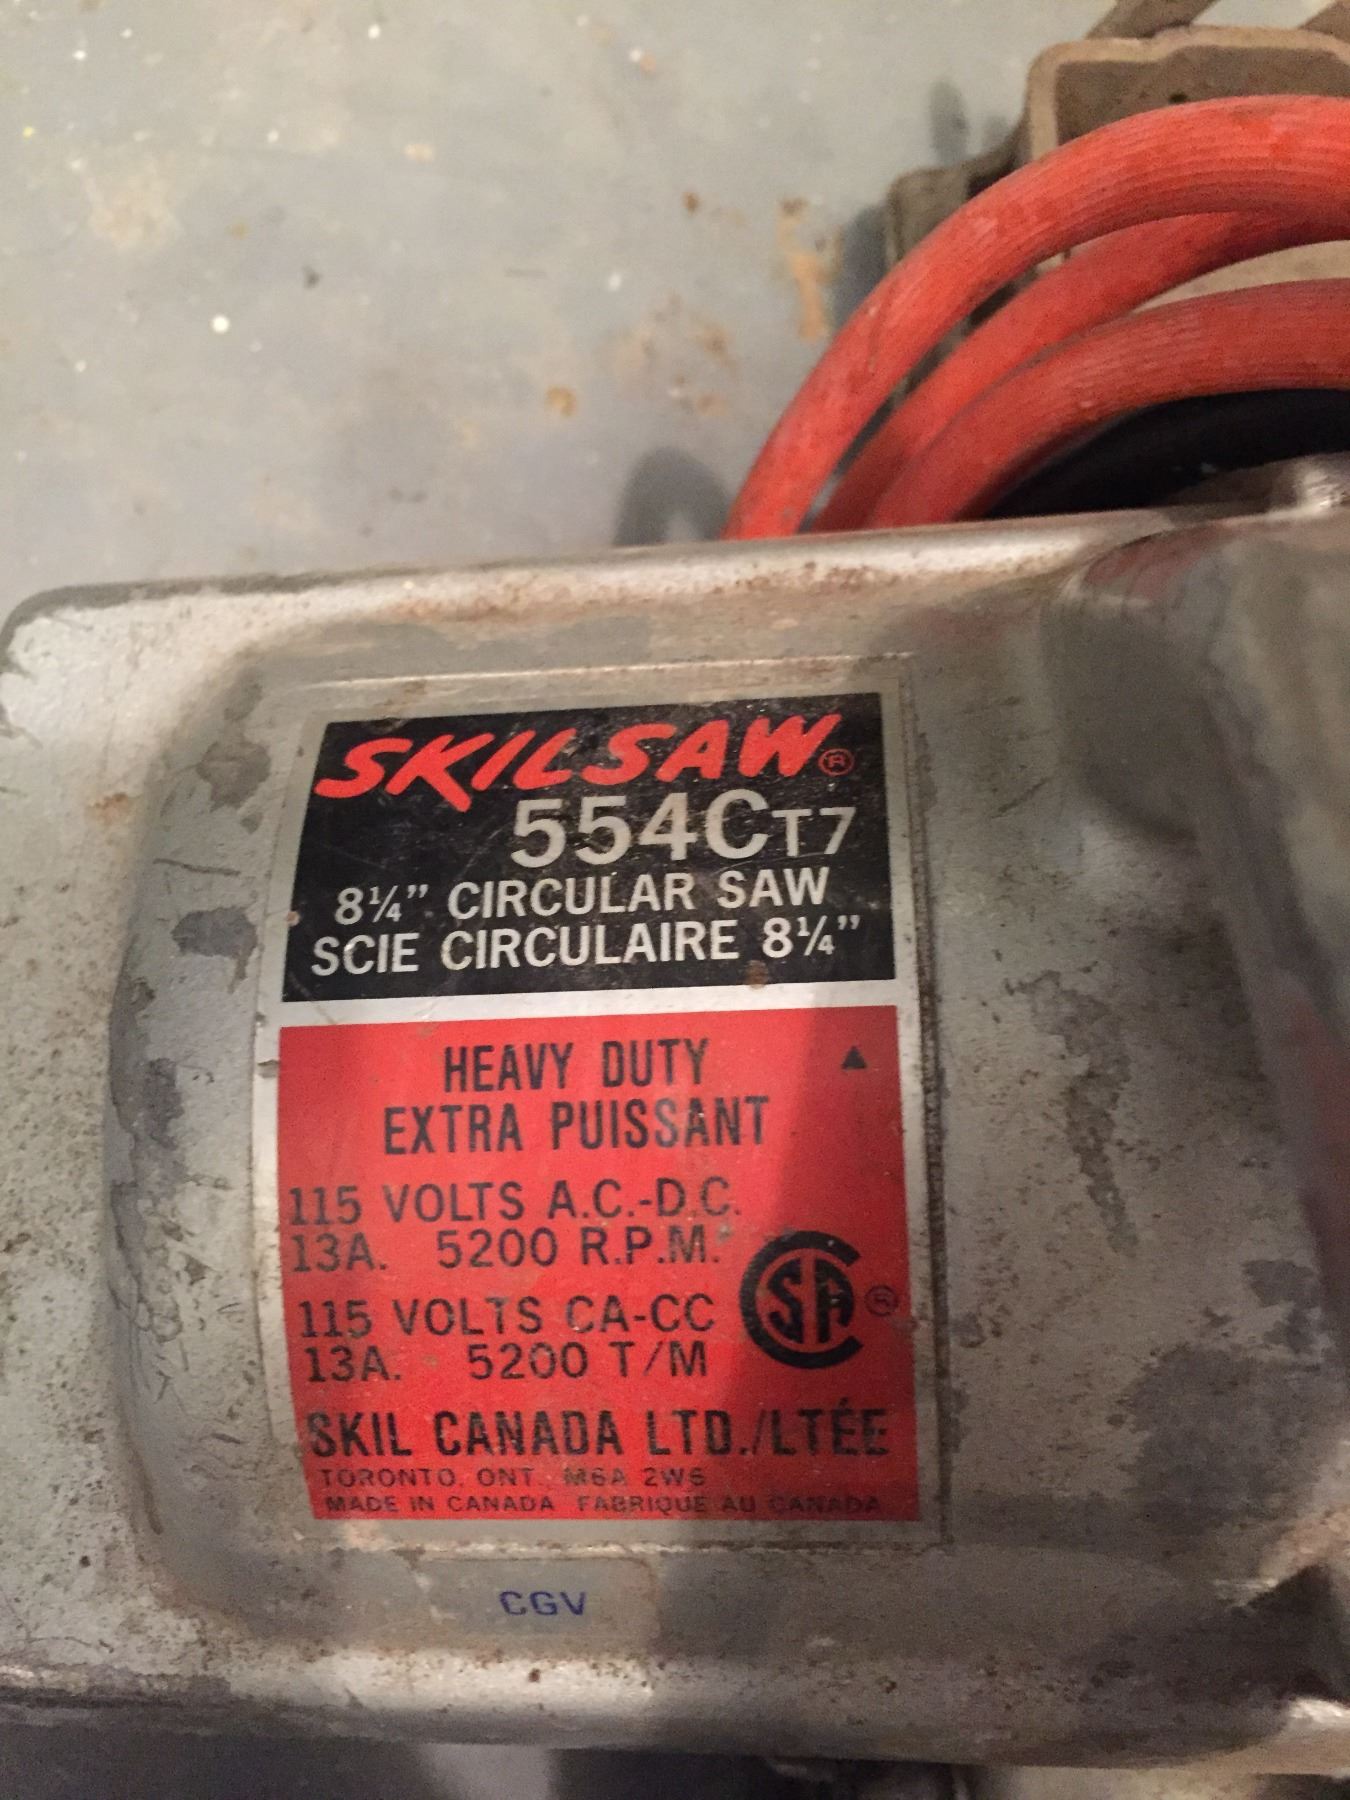 SKILSAW®
554CT7
8¼" CIRCULAR SAW
SCIE CIRCULAIRE 8¼"
HEAVY DUTY
EXTRA PUISSANT
115 VOLTS A.C.-D.C.
13A. 5200 R.P.M.
115 VOLTS CA-CC
13A. 5200 T/M
CSA ®
SKIL CANADA LTD./LTÉE
TORONTO, ONT. M6A 2W6
MADE IN CANADA FABRIQUE AU CANADA
CGV